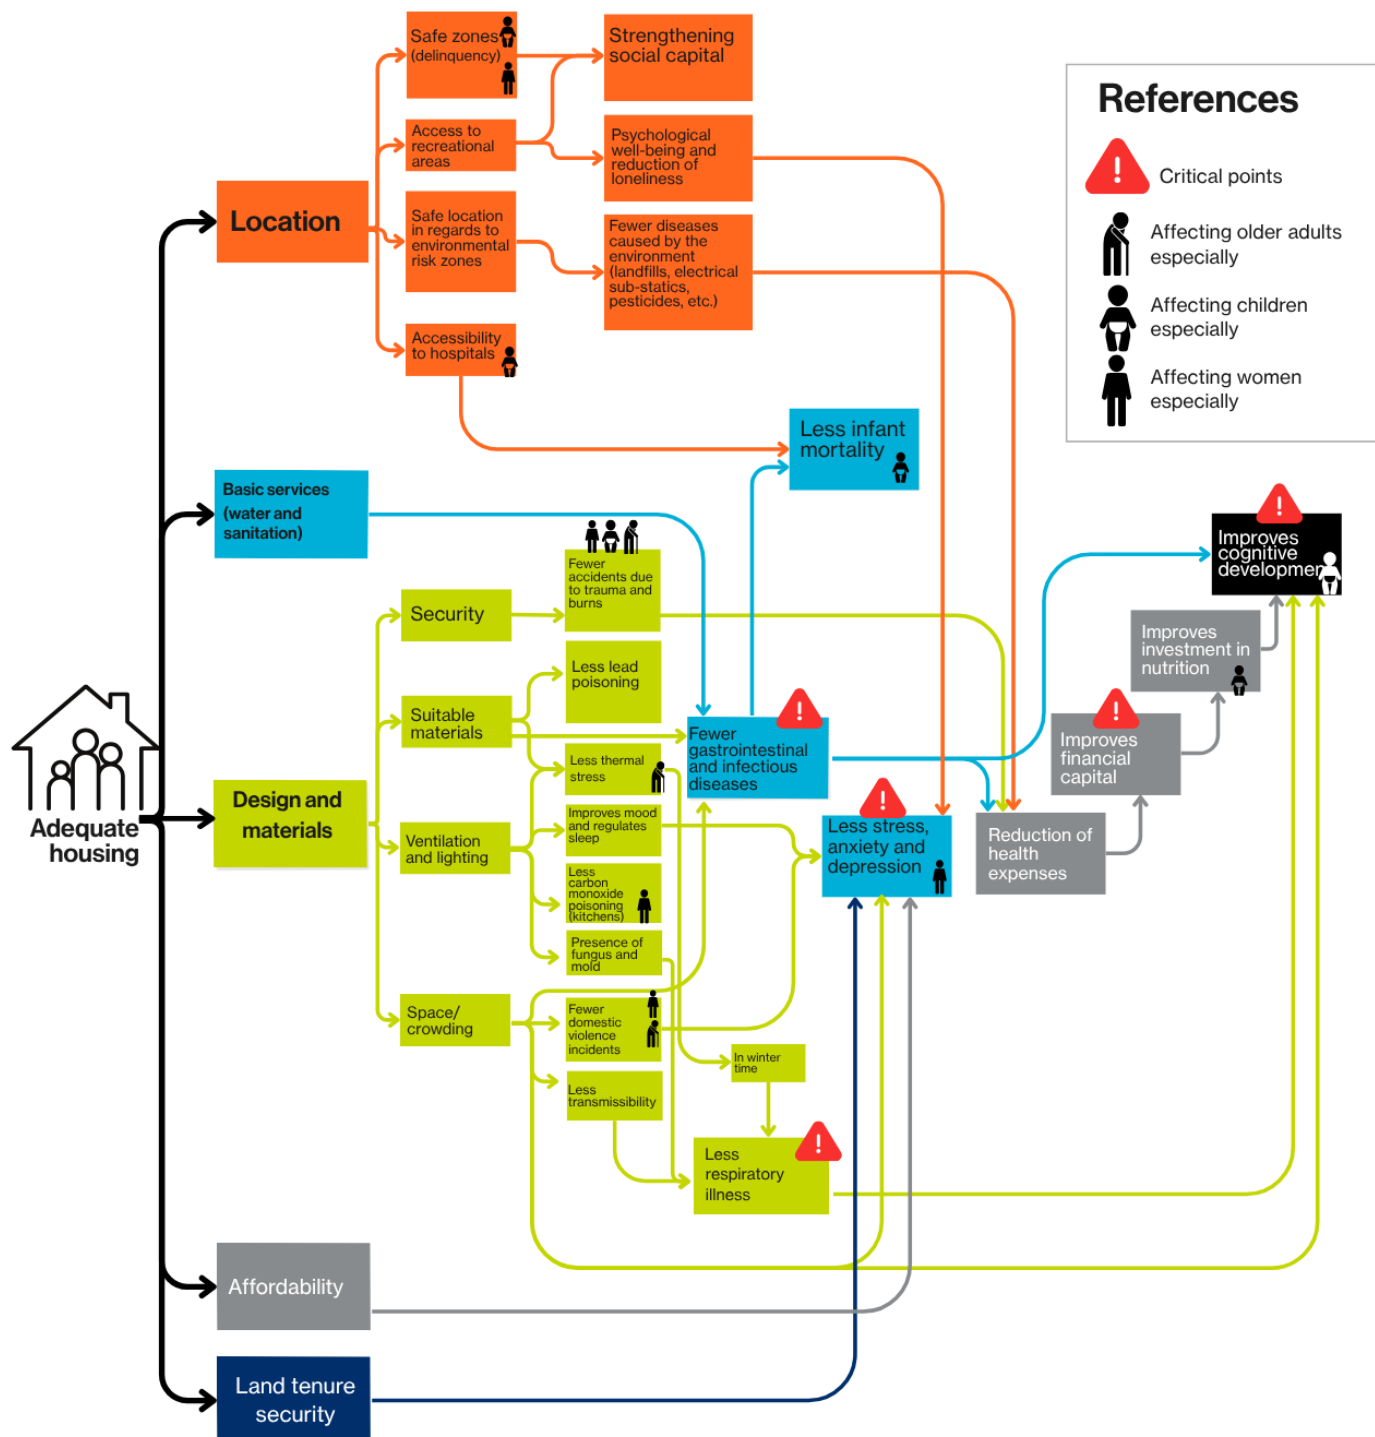 Safe zones
(delinquency)
Strengthening
social capital
References
Critical points
Affecting older adults
especially
Affecting children
especially
Affecting women
especially
Access to
recreational
areas
Psychological
well-being and
reduction of
loneliness
Location
Safe location
in regards to
environmental
risk zones
Fewer diseases
caused by the
environment
(landfills, electrical
sub-statics,
pesticides, etc.)
Accessibility
to hospitals
Less infant
mortality
Basic services
(water and
sanitation)
Improves
cognitive
development
Fewer
accidents due
to trauma and
burns
Security
Improves
investment in
nutrition
Less lead
poisoning
Suitable
materials
Fewer
gastrointestinal
and infectious
diseases
Improves
financial
capital
Less thermal
stress
Design and
materials
Adequate
housing
Ventilation
and lighting
Improves mood
and regulates
sleep
Less stress,
anxiety and
depression
Reduction of
health
expenses
Less
carbon
monoxide
poisoning
(kitchens)
Presence of
fungus and
mold
Space/
crowding
Fewer
domestic
violence
incidents
In winter
time
Less
transmissibility
Less
respiratory
illness
Affordability
Land tenure
security